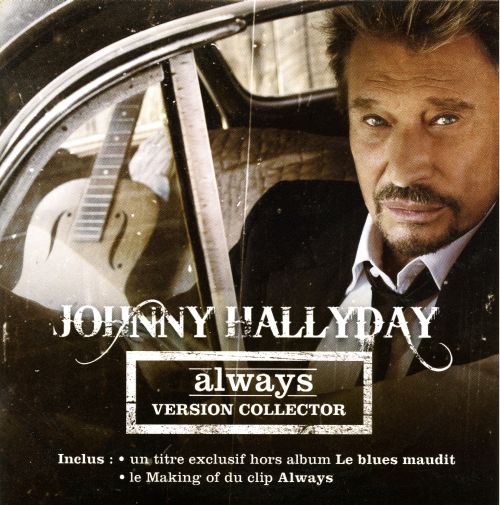 JOHNNY HALLYDAY
always
VERSION COLLECTOR
Inclus : • un titre exclusif hors album Le blues maudit
• le Making of du clip Always